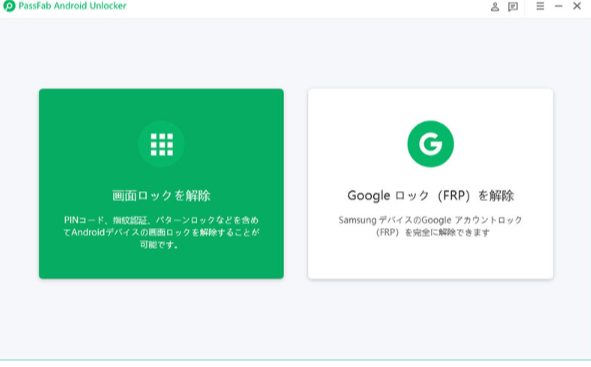 PassFab Android Unlocker
画面ロックを解除
PINコード、指紋認証、パターンロックなどを含め
てAndroidデバイスの画面ロックを解除することが
可能です。
Google ロック（FRP）を解除
Samsung デバイスのGoogle アカウントロック
（FRP）を完全に解除できます